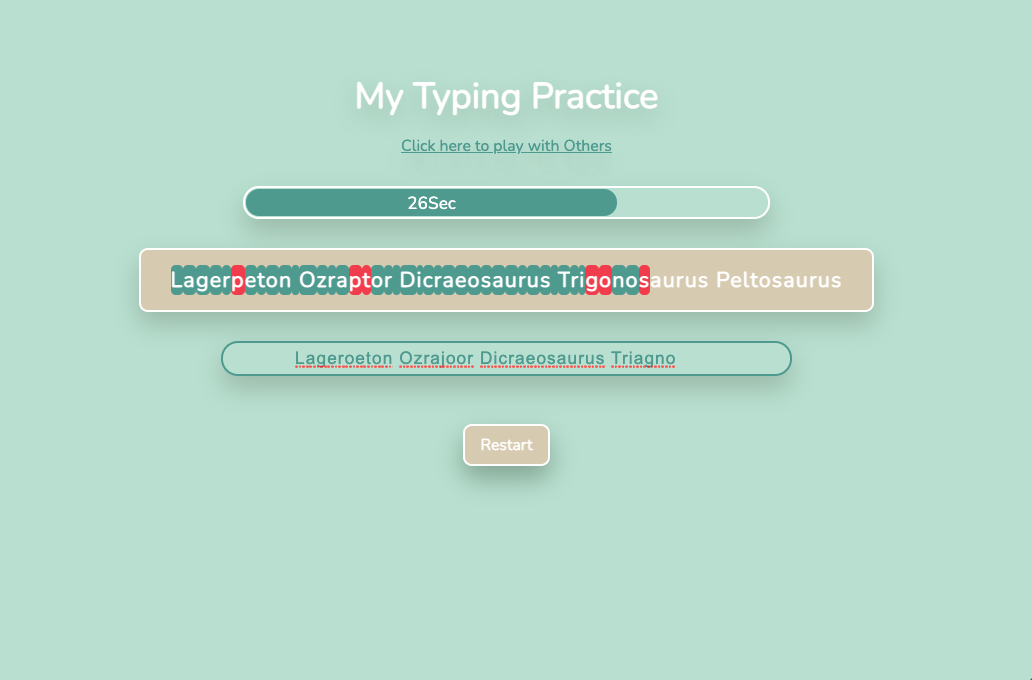 My Typing Practice
Click here to play with Others
26Sec
Lagerpeton Ozraptor Dicraeosaurus Trigonosaurus Peltosaurus
Lageroeton Ozrajoor Dicraeosaurus Triagno
Restart